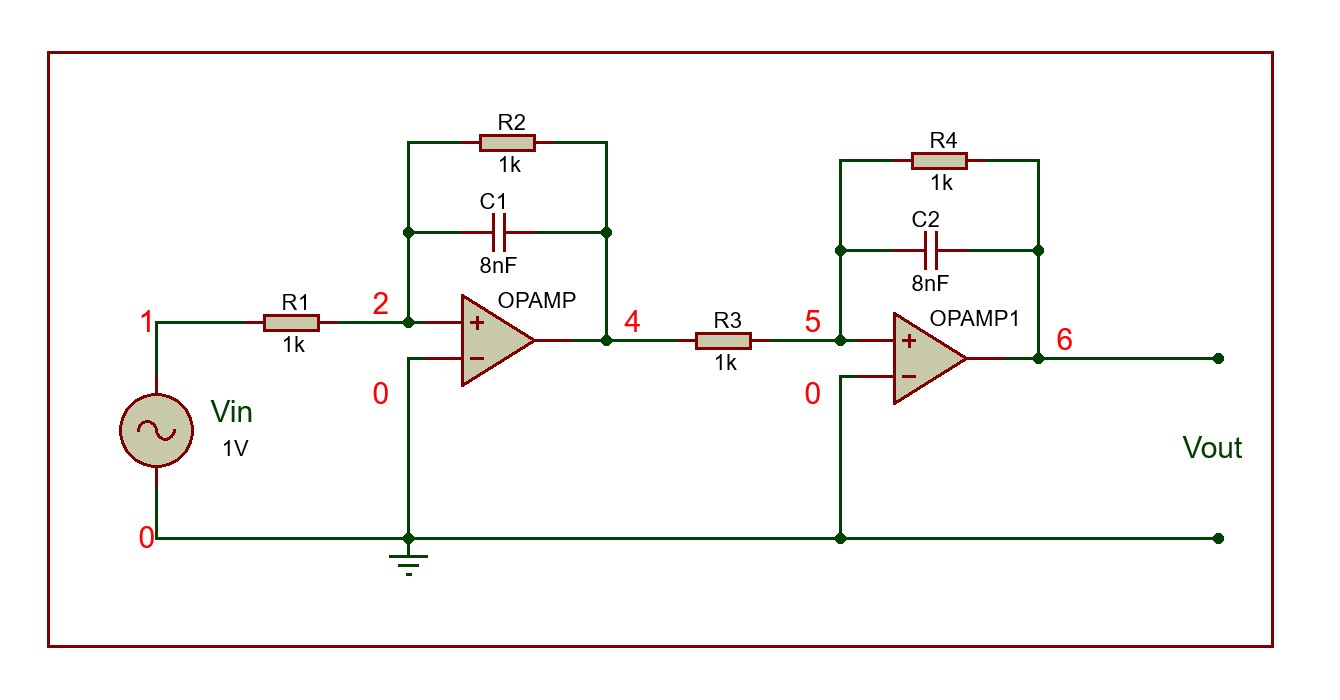 R2
1k
R4
1k
C1
8nF
C2
8nF
OPAMP
OPAMP1
1
R1
1k
2
+
−
4
R3
1k
5
+
−
6
0
0
Vin
1V
Vout
0